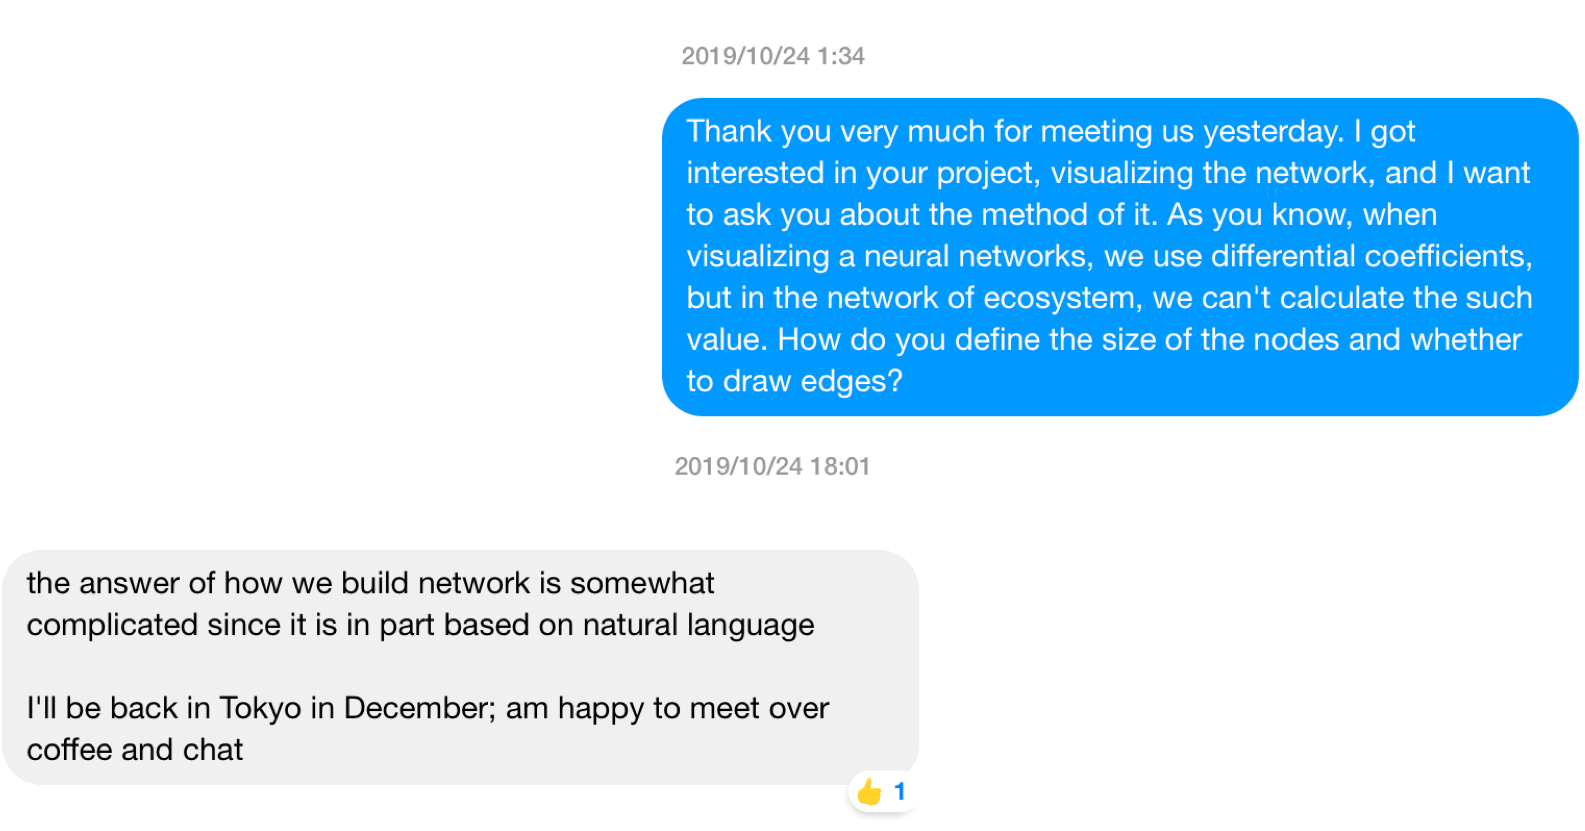 2019/10/24 1:34
Thank you very much for meeting us yesterday. I got
interested in your project, visualizing the network, and I want
to ask you about the method of it. As you know, when
visualizing a neural networks, we use differential coefficients,
but in the network of ecosystem, we can't calculate the such
value. How do you define the size of the nodes and whether
to draw edges?
2019/10/24 18:01
the answer of how we build network is somewhat
complicated since it is in part based on natural language
I'll be back in Tokyo in December; am happy to meet over
coffee and chat
1